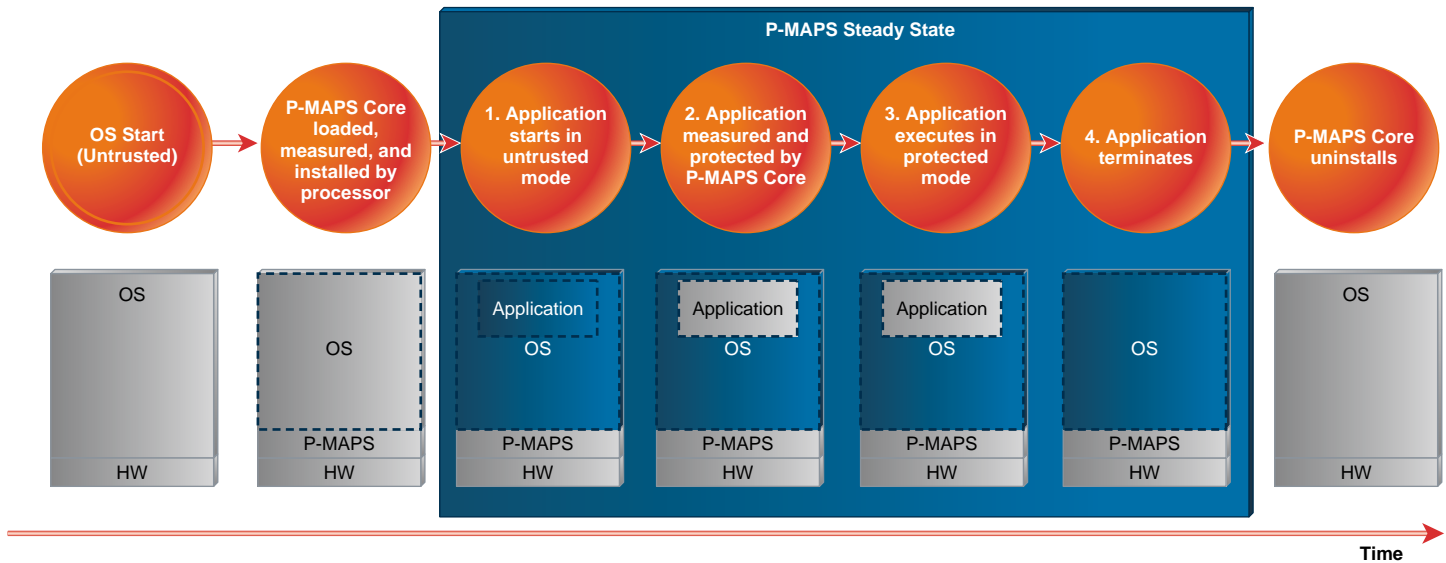 P-MAPS Steady State
OS Start
(Untrusted)
P-MAPS Core
loaded,
measured, and
installed by
processor
1. Application
starts in
untrusted
mode
2. Application
measured and
protected by
P-MAPS Core
3. Application
executes in
protected
mode
4. Application
terminates
P-MAPS Core
uninstalls
OS
HW
OS
P-MAPS
HW
Application
OS
P-MAPS
HW
Application
OS
P-MAPS
HW
Application
OS
P-MAPS
HW
OS
P-MAPS
HW
OS
HW
Time